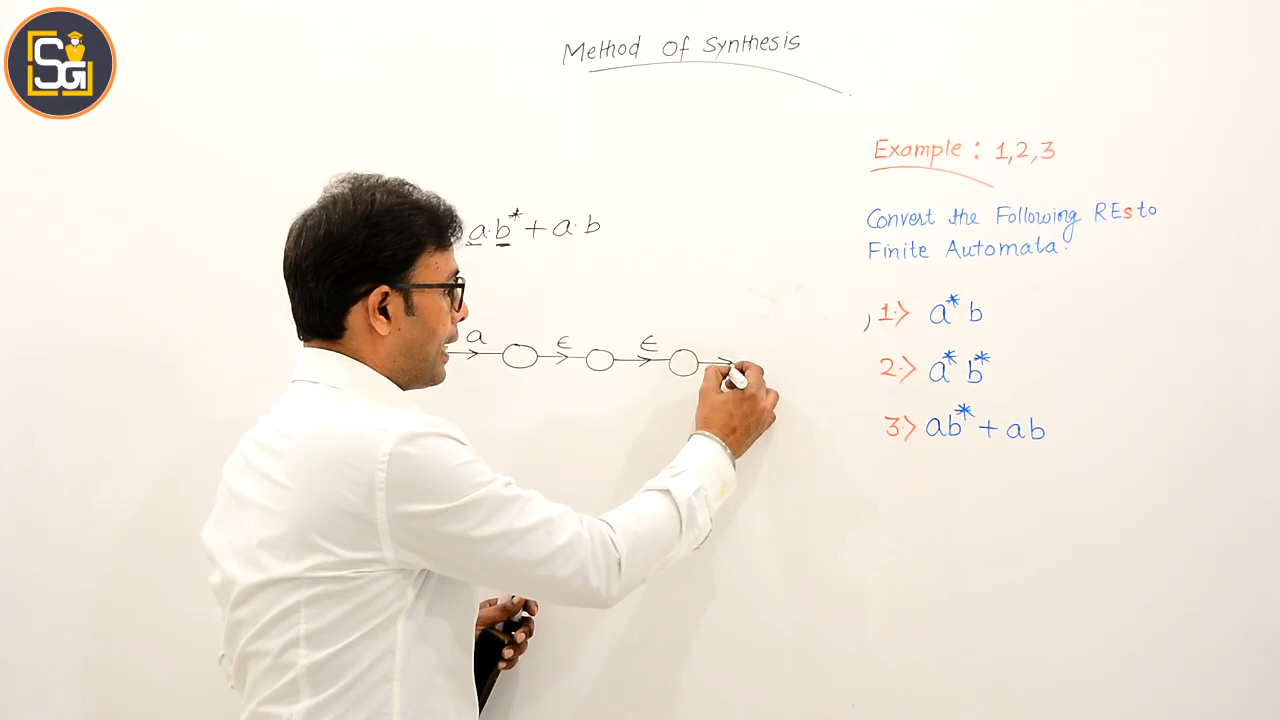 SG
Method Of Synthesis
Example : 1,2,3
Convert the Following REs to
Finite Automata.
1.> a* b
2.> a* b*
3.> ab* + ab
a.b* + a.b
a ϵ ϵ